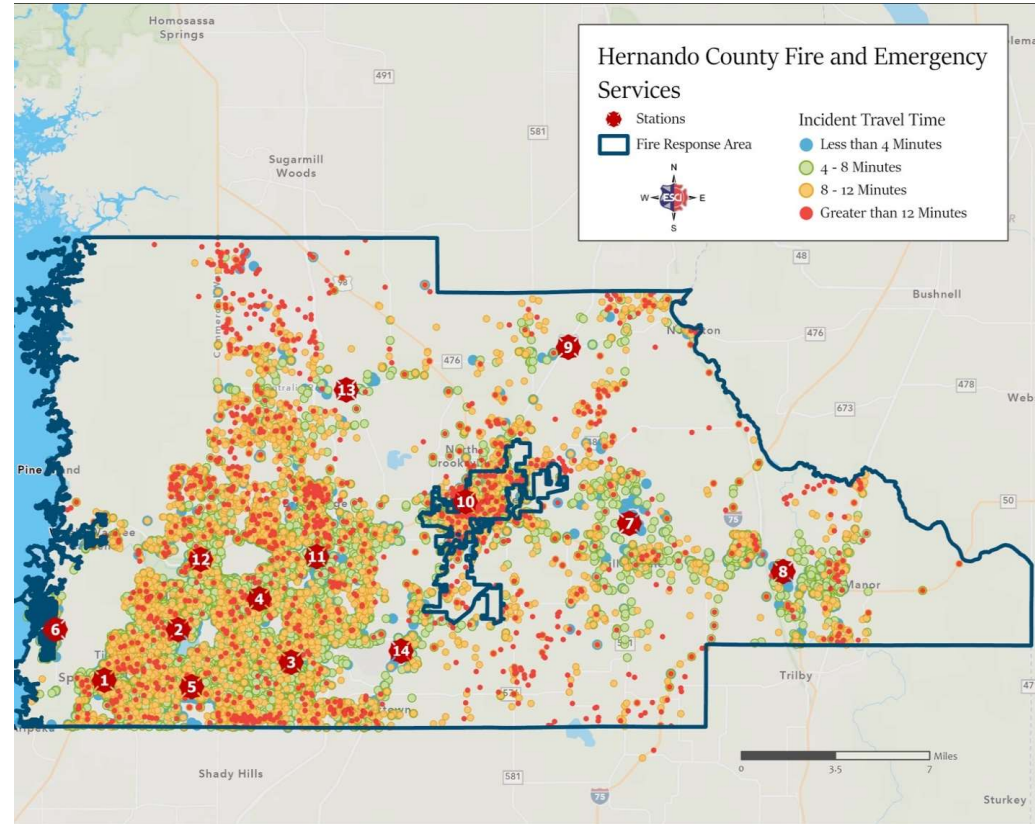 Homosassa
Springs
491
581
Sugarmill
Woods
Hernando County Fire and Emergency
Services
Stations
Fire Response Area
N
W
ESCI
E
S
Incident Travel Time
Less than 4 Minutes
4 - 8 Minutes
8 - 12 Minutes
Greater than 12 Minutes
48
Bushnell
98
476
476
9
13
478
673
Web
North
Pine
10
50
7
75
12
11
8
Manor
4
6
2
14
3
1
5
Trilby
47
Miles
0
3.5
7
Shady Hills
581
75
Sturkey